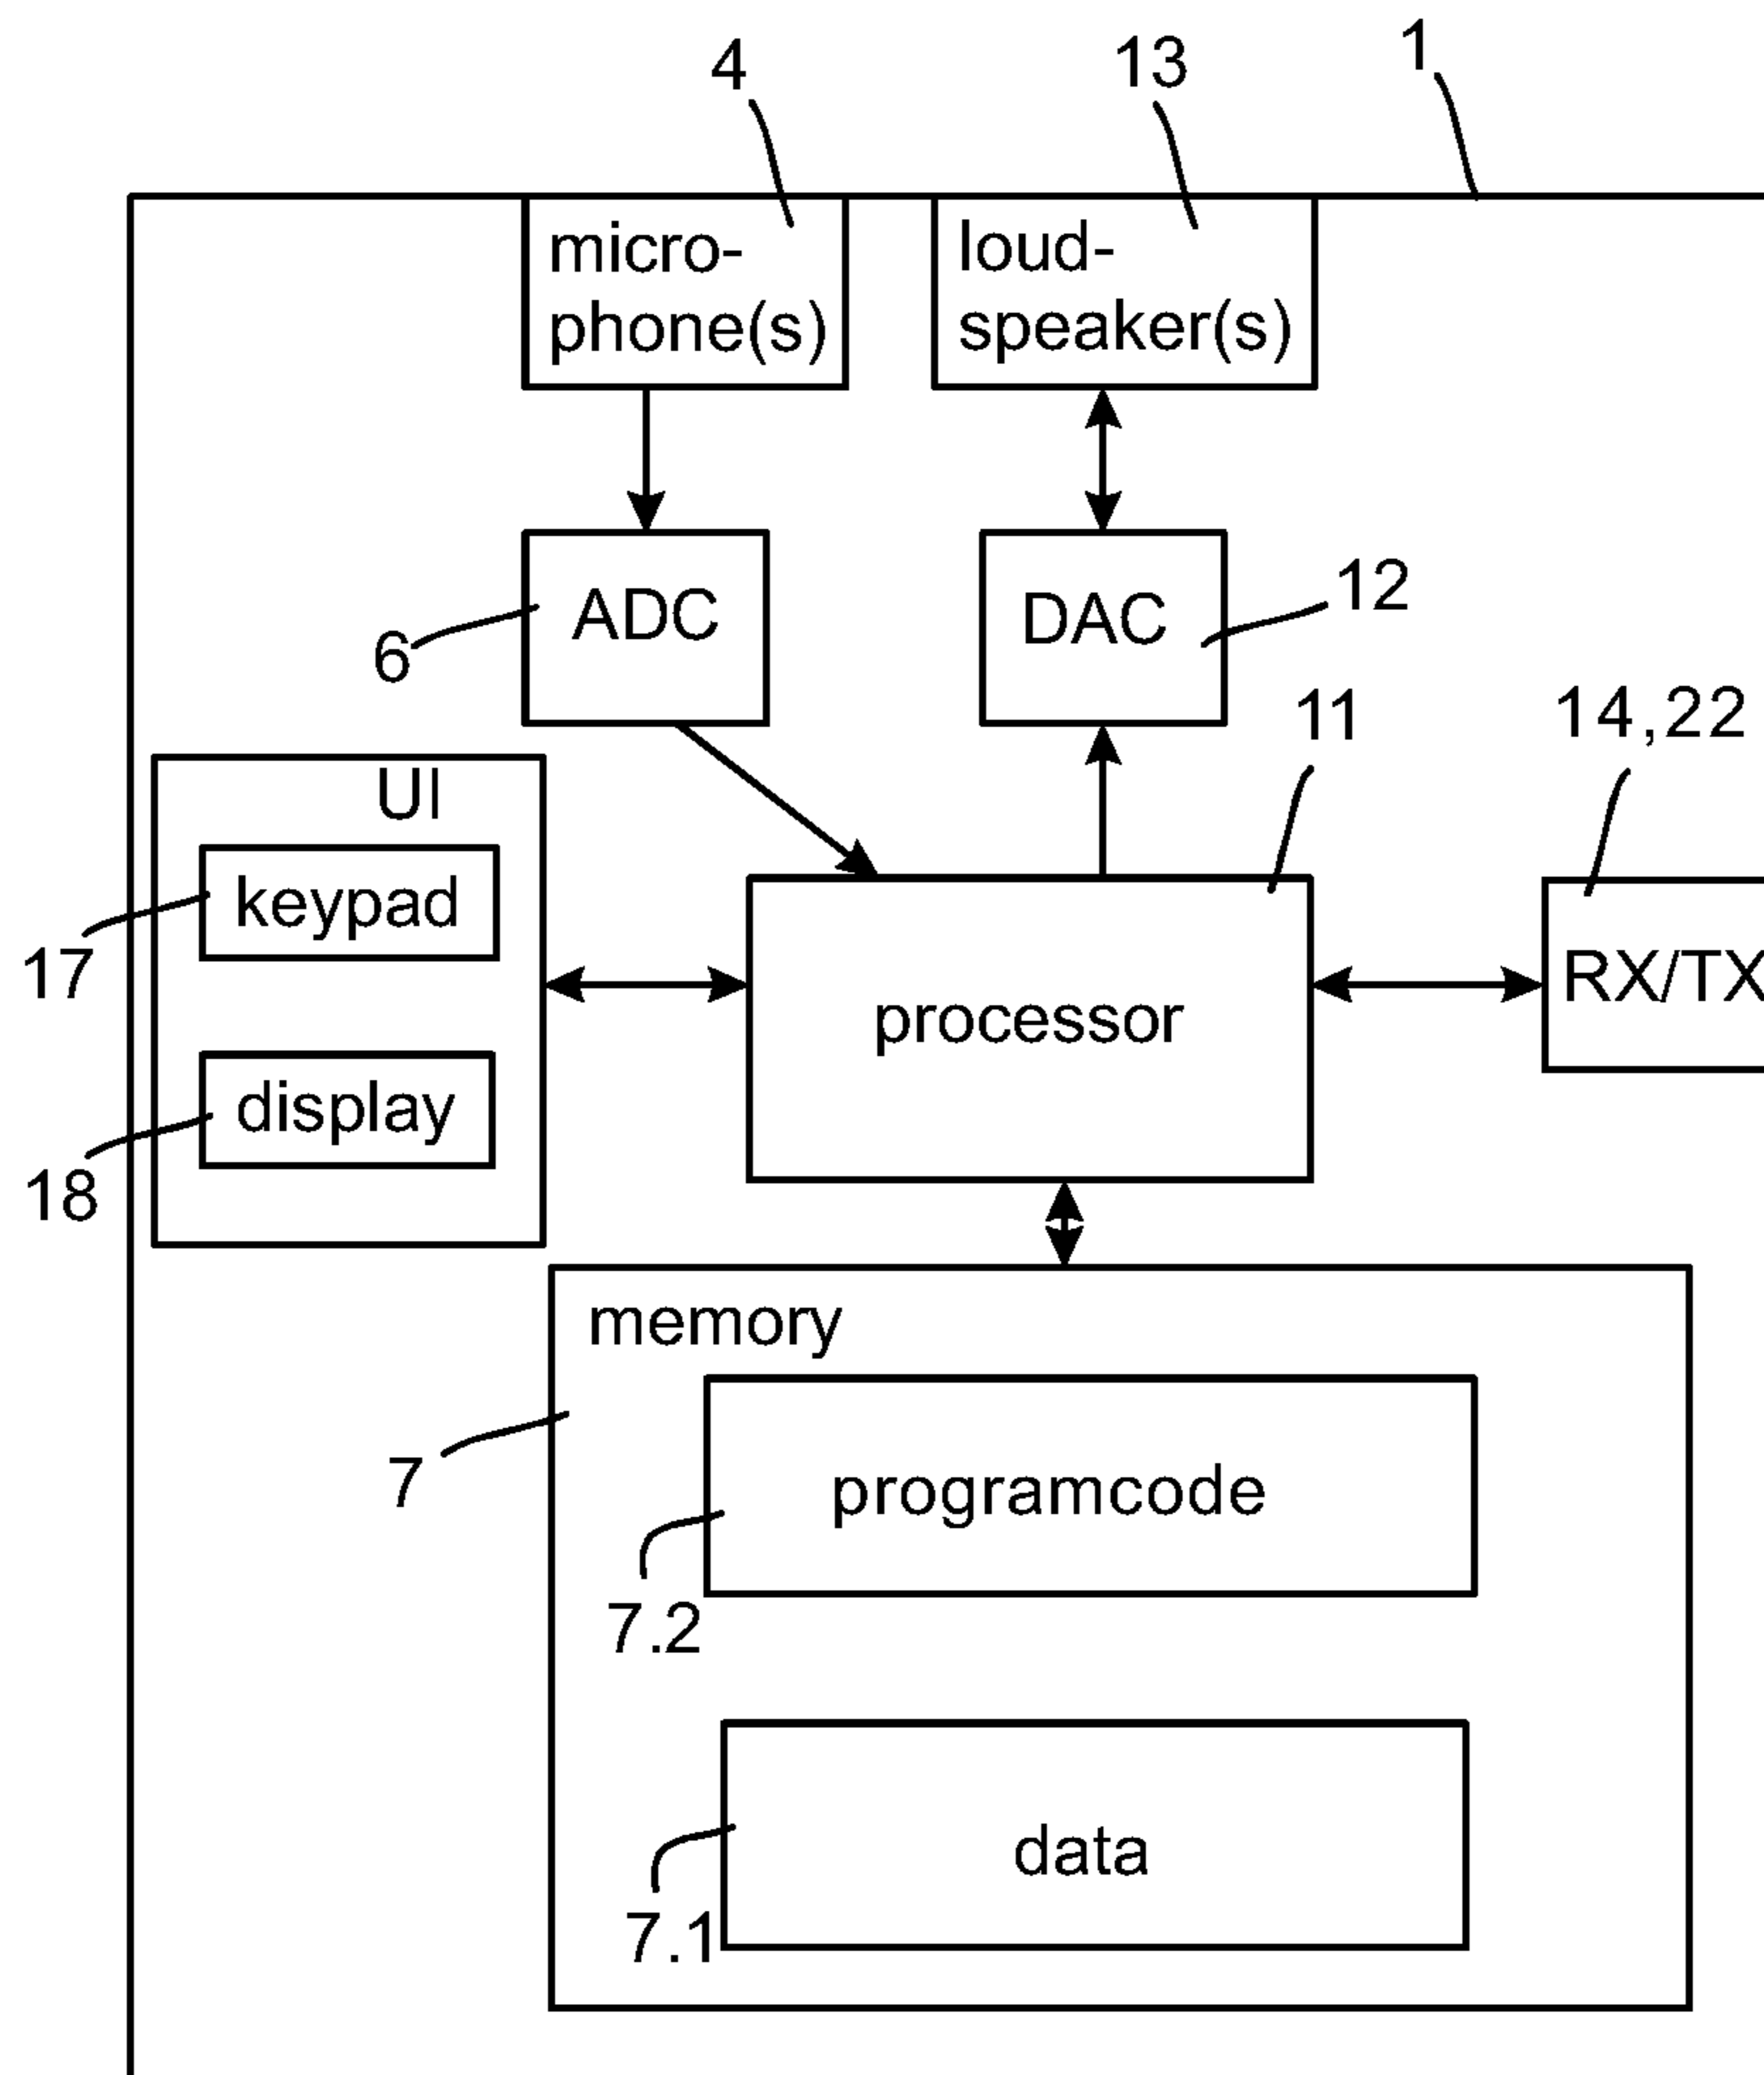 4
13
1
micro-
phone(s)
loud-
speaker(s)
ADC
6
DAC
12
11
14,22
UI
keypad
17
processor
RX/TX
display
18
memory
7
programcode
7.2
data
7.1